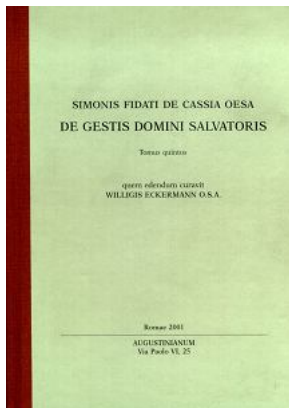 SIMONIS FIDATI DE CASSIA OESA
DE GESTIS DOMINI SALVATORIS
Tomus quintus
quem edendum curavit
WILLIGIS ECKERMANN O.S.A.
Romae 2001
AUGUSTINIANUM
Via Paolo VI, 25